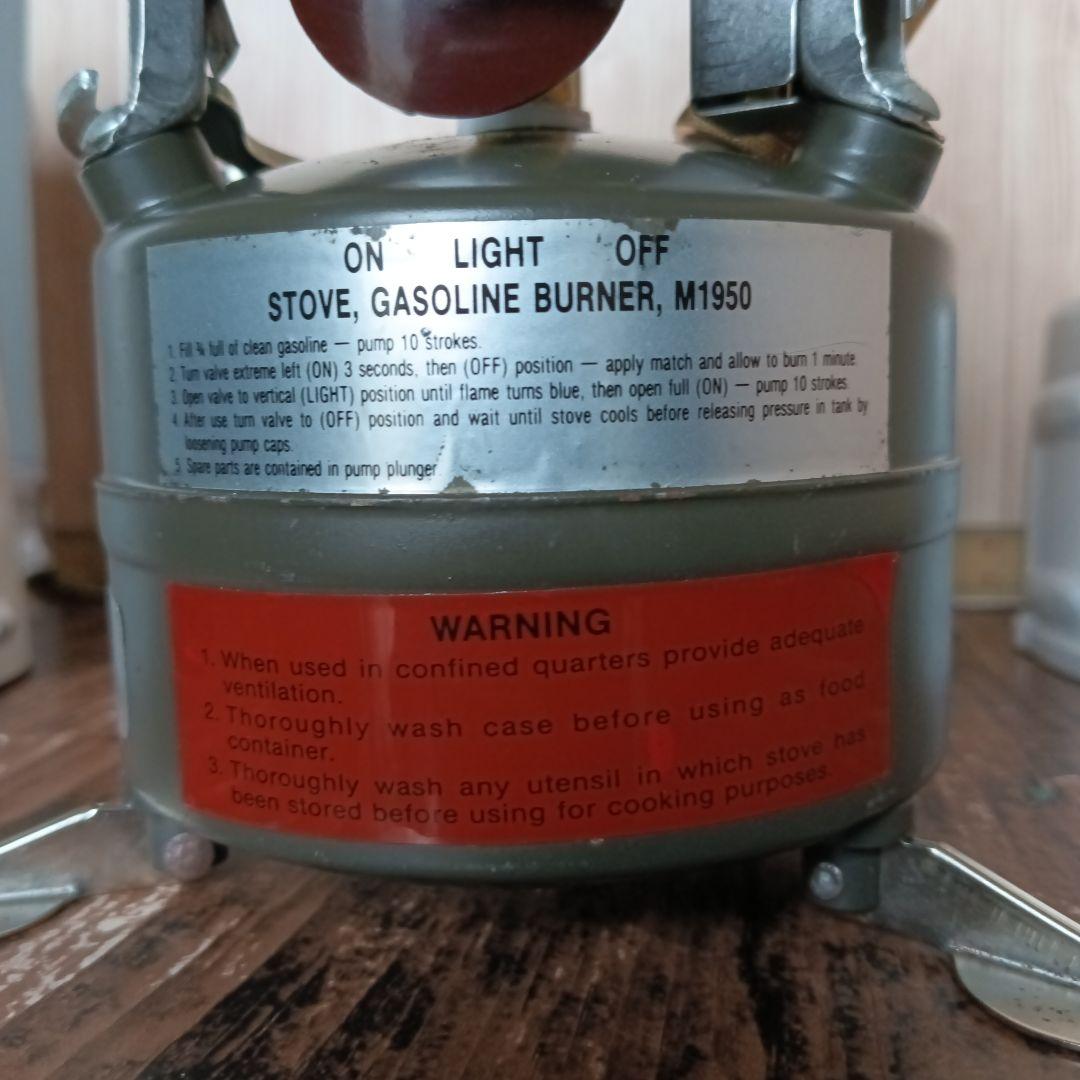 ON LIGHT OFF
STOVE, GASOLINE BURNER, M1950
1. Fill ¾ full of clean gasoline — pump 10 strokes.
2. Turn valve extreme left (ON) 3 seconds, then (OFF) position — apply match and allow to burn 1 minute.
3. Open valve to vertical (LIGHT) position until flame turns blue, then open full (ON) — pump 10 strokes.
4. After use turn valve to (OFF) position and wait until stove cools before releasing pressure in tank by
loosening pump caps.
5. Spare parts are contained in pump plunger
WARNING
1. When used in confined quarters provide adequate
ventilation.
2. Thoroughly wash case before using as food
container.
3. Thoroughly wash any utensil in which stove has
been stored before using for cooking purposes.